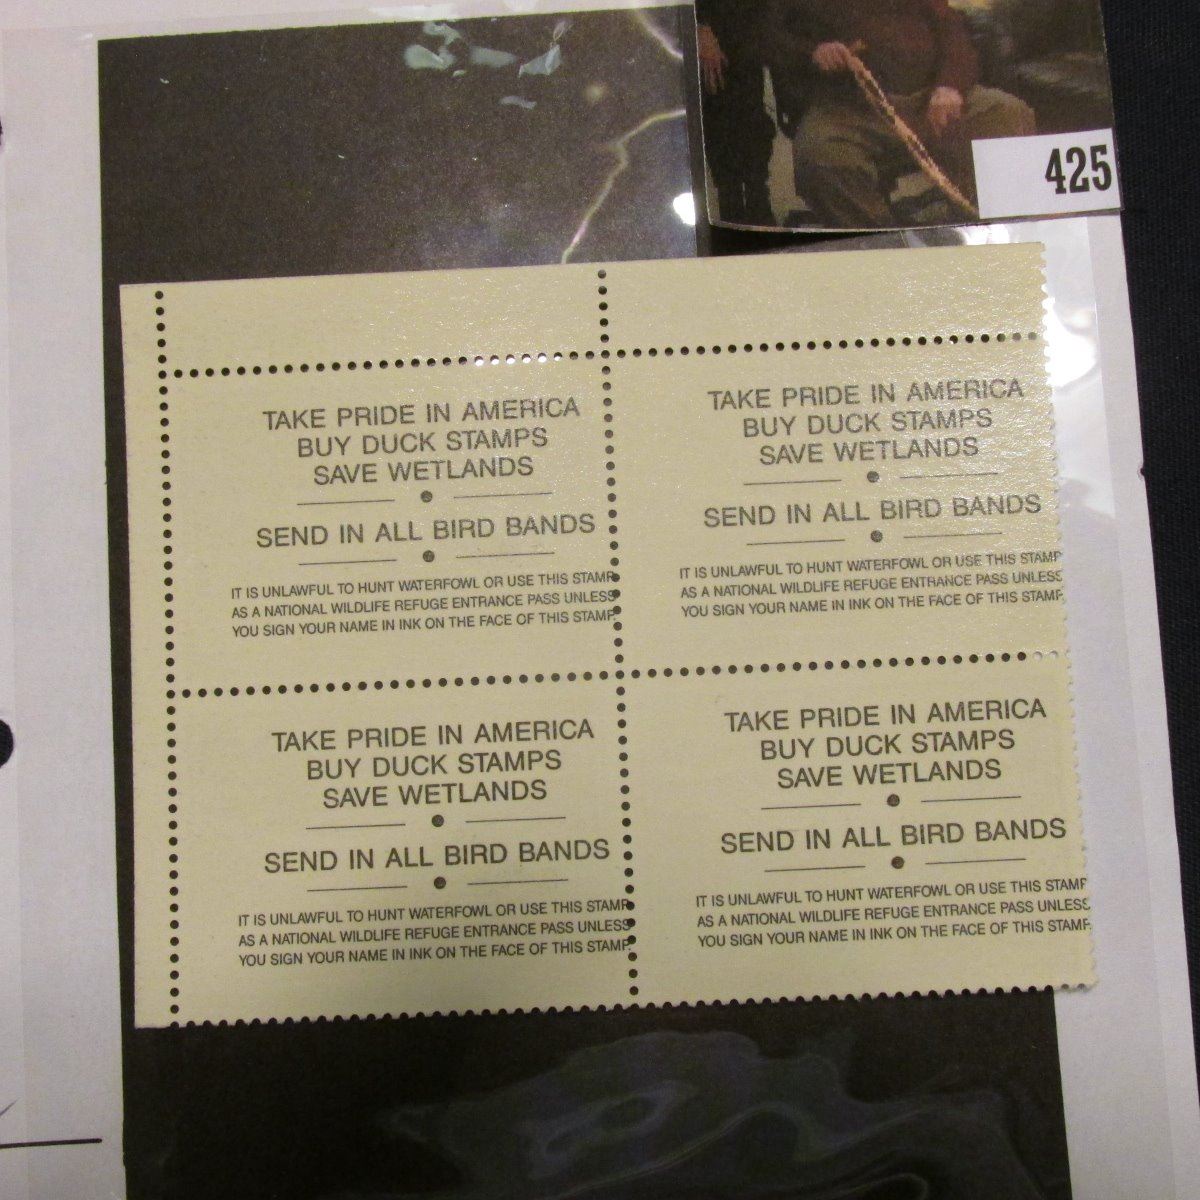 425
TAKE PRIDE IN AMERICA
BUY DUCK STAMPS
SAVE WETLANDS
SEND IN ALL BIRD BANDS
IT IS UNLAWFUL TO HUNT WATERFOWL OR USE THIS STAMP
AS A NATIONAL WILDLIFE REFUGE ENTRANCE PASS UNLESS
YOU SIGN YOUR NAME IN INK ON THE FACE OF THIS STAMP.
TAKE PRIDE IN AMERICA
BUY DUCK STAMPS
SAVE WETLANDS
SEND IN ALL BIRD BANDS
IT IS UNLAWFUL TO HUNT WATERFOWL OR USE THIS STAMP
AS A NATIONAL WILDLIFE REFUGE ENTRANCE PASS UNLESS
YOU SIGN YOUR NAME IN INK ON THE FACE OF THIS STAMP.
TAKE PRIDE IN AMERICA
BUY DUCK STAMPS
SAVE WETLANDS
SEND IN ALL BIRD BANDS
IT IS UNLAWFUL TO HUNT WATERFOWL OR USE THIS STAMP
AS A NATIONAL WILDLIFE REFUGE ENTRANCE PASS UNLESS
YOU SIGN YOUR NAME IN INK ON THE FACE OF THIS STAMP.
TAKE PRIDE IN AMERICA
BUY DUCK STAMPS
SAVE WETLANDS
SEND IN ALL BIRD BANDS
IT IS UNLAWFUL TO HUNT WATERFOWL OR USE THIS STAMP
AS A NATIONAL WILDLIFE REFUGE ENTRANCE PASS UNLESS
YOU SIGN YOUR NAME IN INK ON THE FACE OF THIS STAMP.